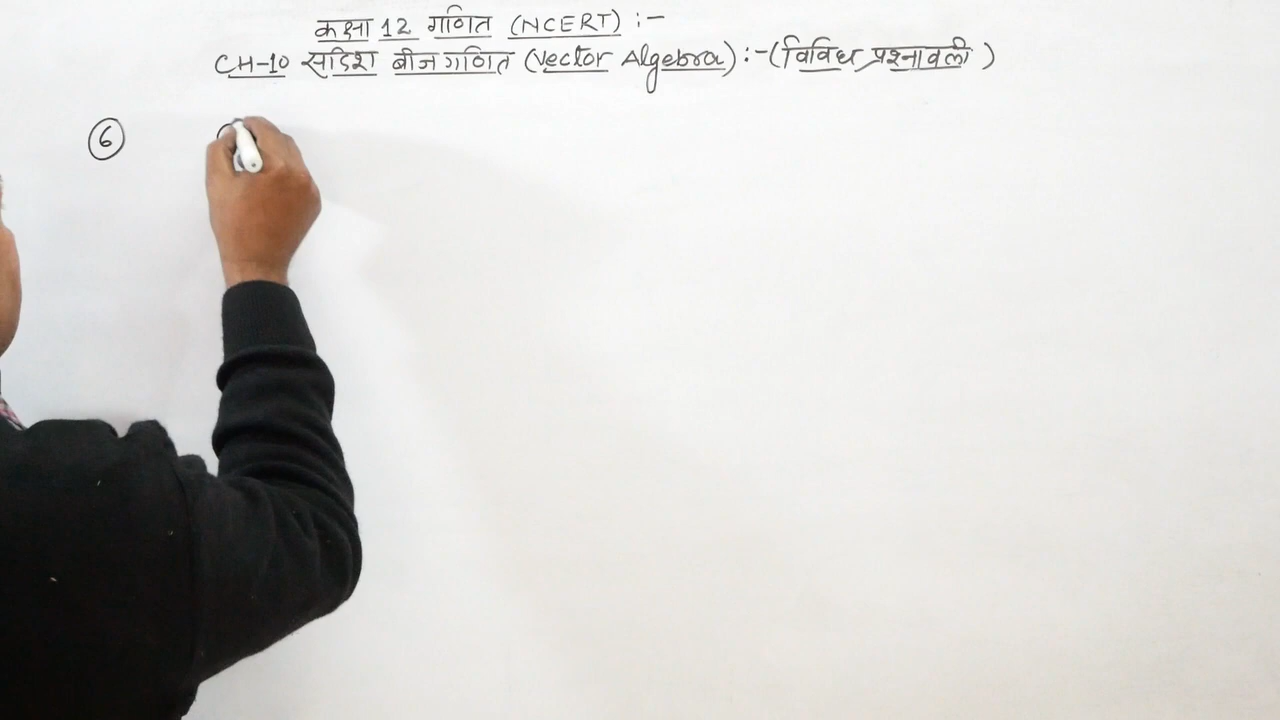 कक्षा 12 गणित (NCERT) :-
CH-10 सदिश बीजगणित (Vector Algebra) :- (विविध प्रश्नावली)
6